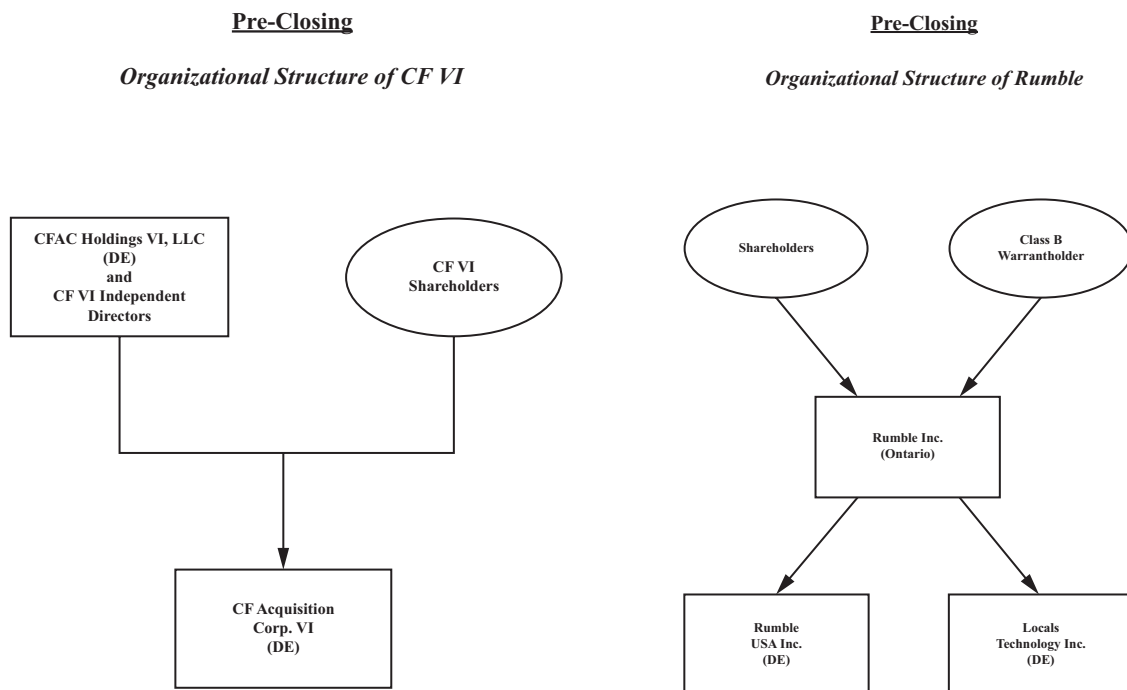 Pre-Closing
Organizational Structure of CF VI
CFAC Holdings VI, LLC
(DE)
and
CF VI Independent
Directors
CF VI
Shareholders
CF Acquisition
Corp. VI
(DE)
Pre-Closing
Organizational Structure of Rumble
Shareholders
Class B
Warrantholder
Rumble Inc.
(Ontario)
Rumble
USA Inc.
(DE)
Locals
Technology Inc.
(DE)